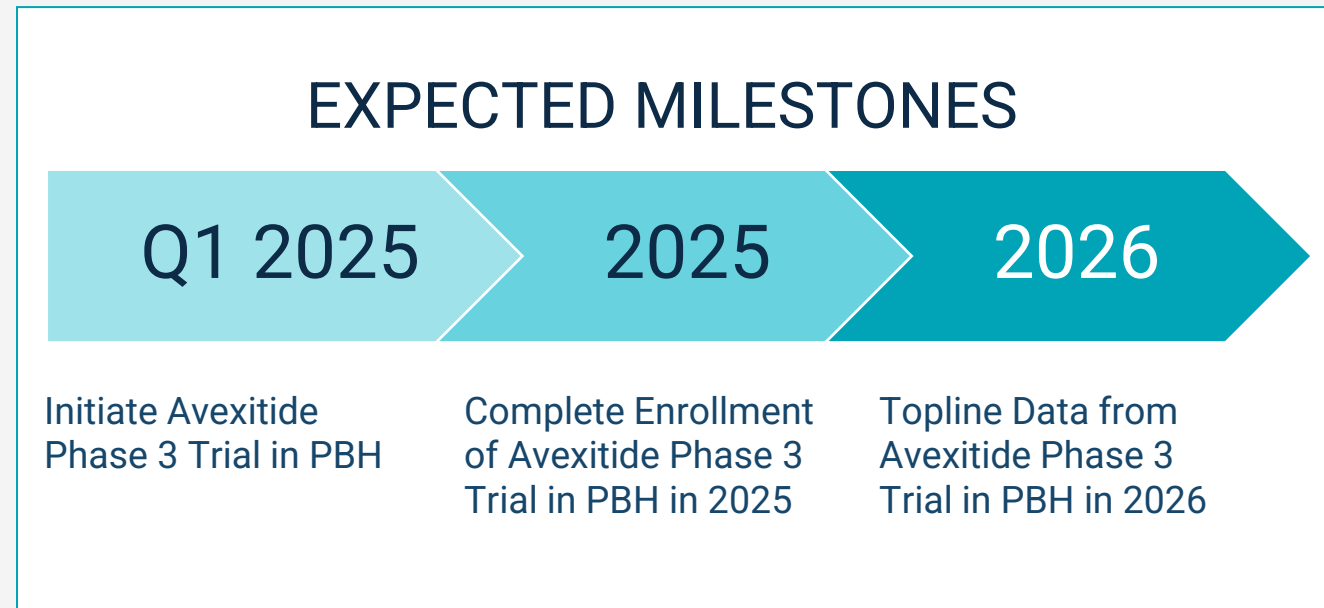 EXPECTED MILESTONES
Q1 2025
2025
2026
Initiate Avexitide
Phase 3 Trial in PBH
Complete Enrollment
of Avexitide Phase 3
Trial in PBH in 2025
Topline Data from
Avexitide Phase 3
Trial in PBH in 2026